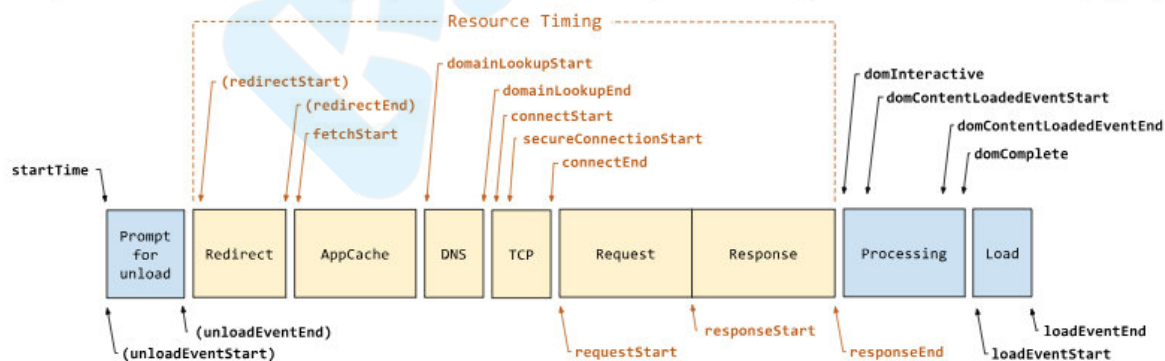 Resource Timing
domainLookupStart
domInteractive
(redirectStart)
domainLookupEnd
domContentLoadedEventStart
(redirectEnd)
connectStart
domContentLoadedEventEnd
fetchStart
secureConnectionStart
domComplete
startTime
connectEnd
Prompt
for
unload
Redirect
AppCache
DNS
TCP
Request
Response
Processing
Load
(unloadEventEnd)
responseStart
loadEventEnd
(unloadEventStart)
requestStart
responseEnd
loadEventStart